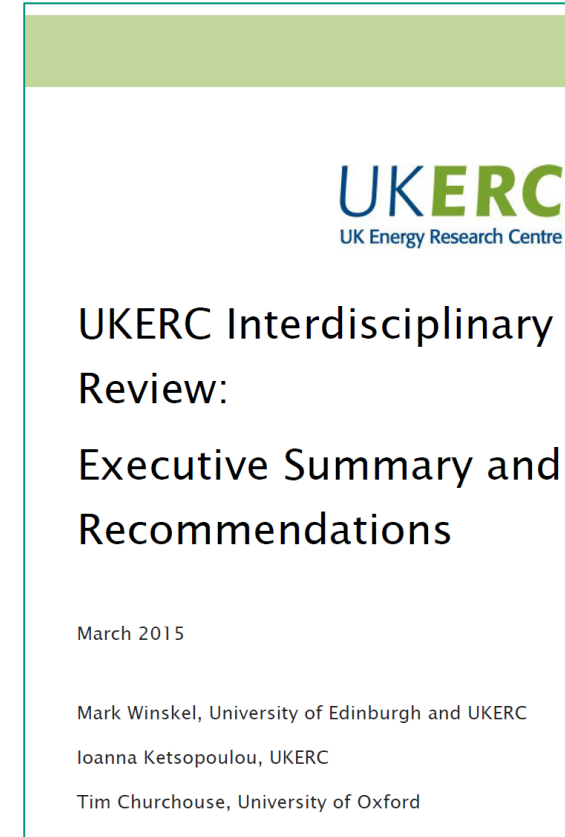 UKERC
UK Energy Research Centre
UKERC Interdisciplinary
Review:
Executive Summary and
Recommendations
March 2015
Mark Winskel, University of Edinburgh and UKERC
Ioanna Ketsopoulou, UKERC
Tim Churchouse, University of Oxford